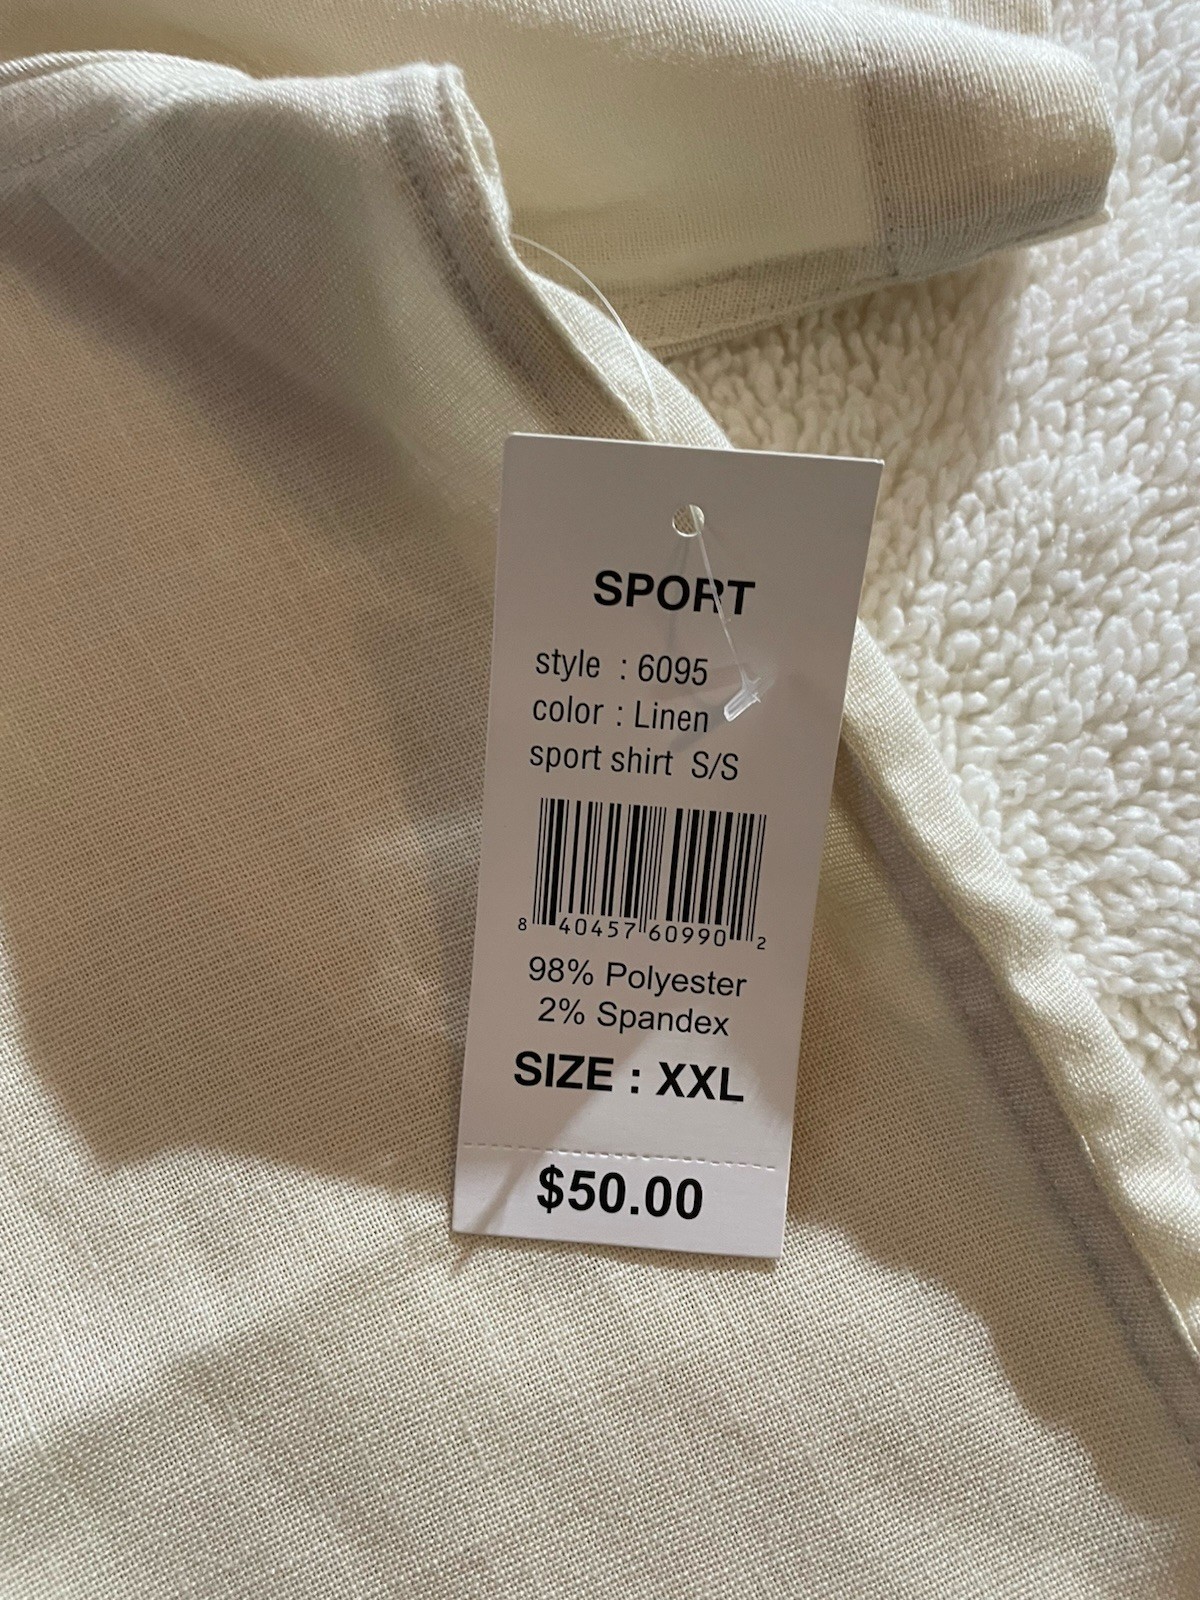 SPORT
style : 6095
color : Linen
sport shirt S/S
8 40457 60990 2
98% Polyester
2% Spandex
SIZE : XXL
$50.00